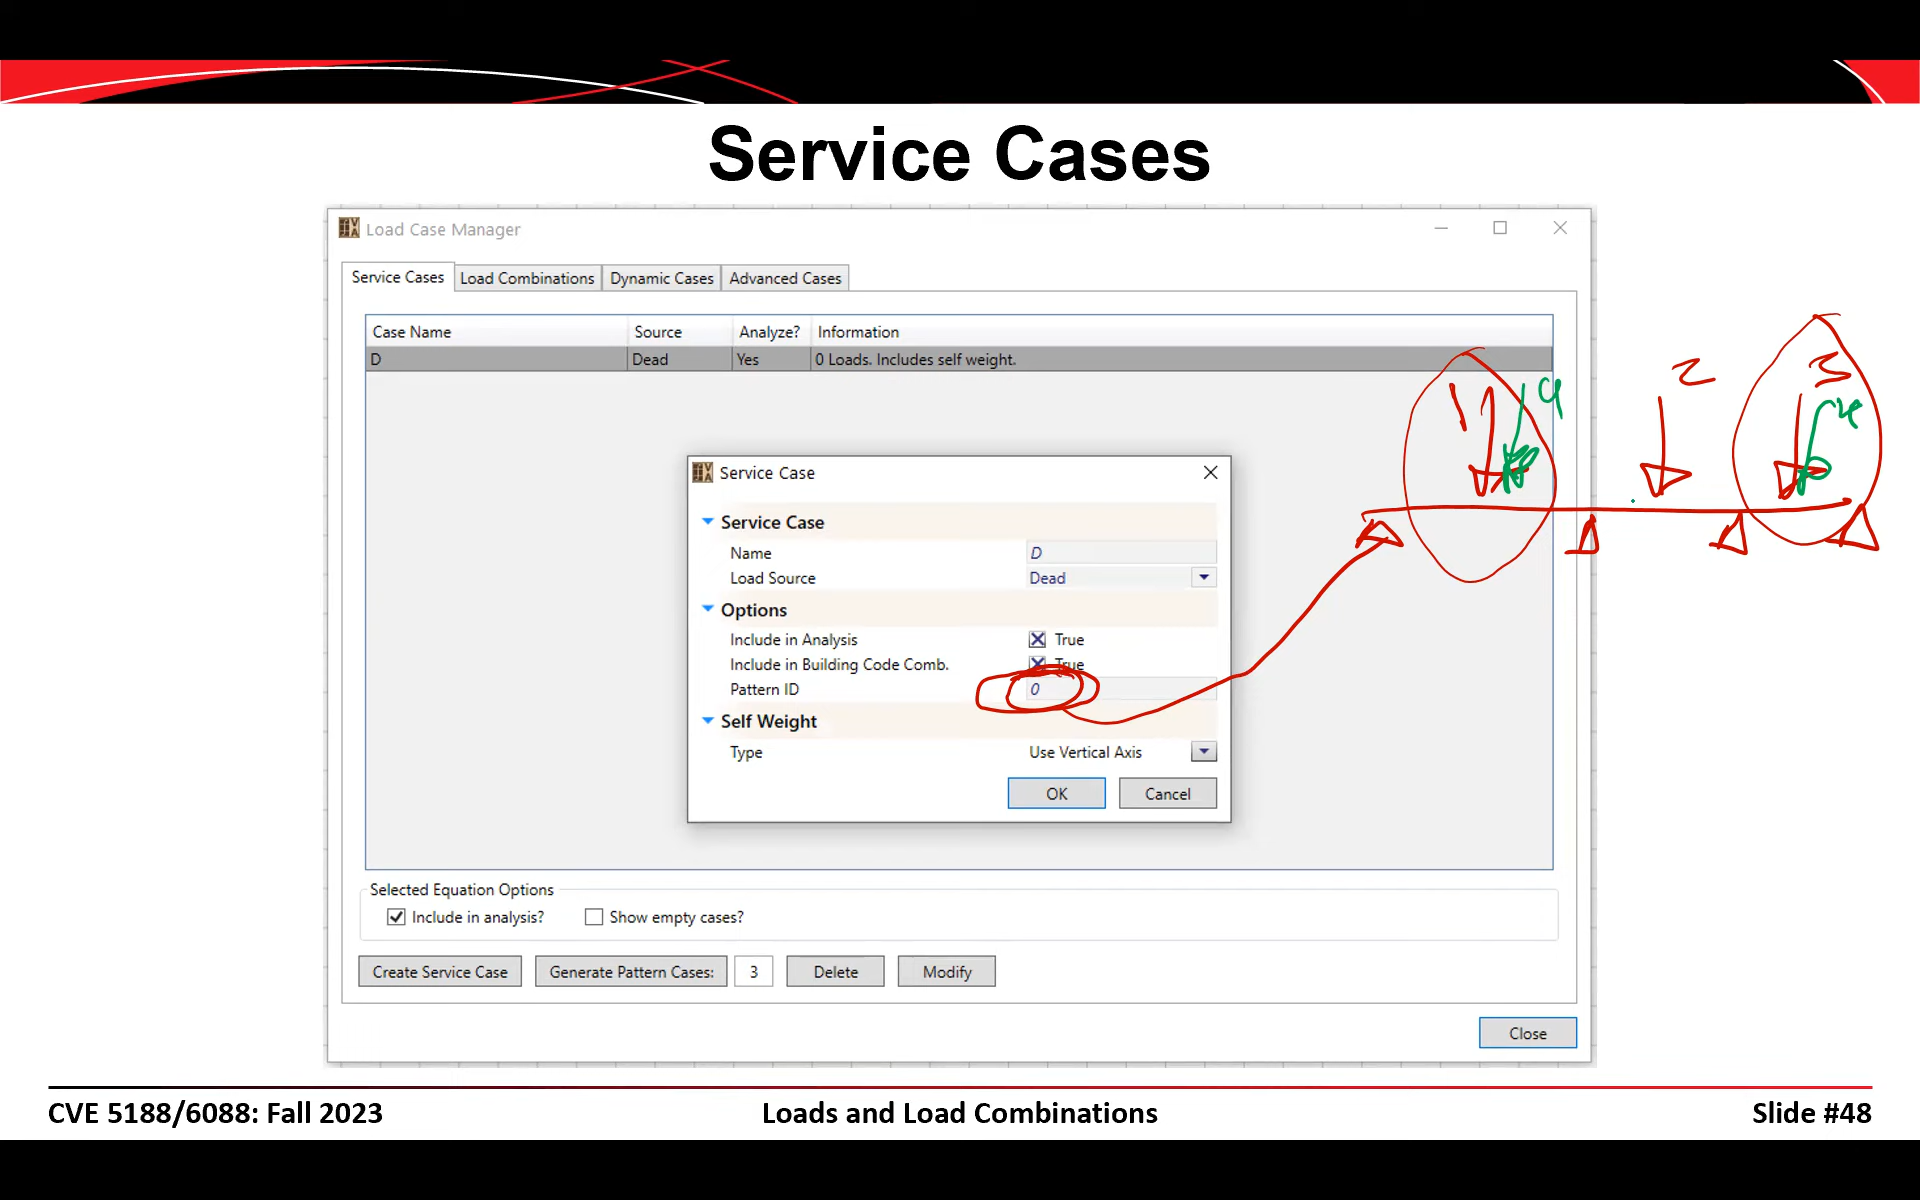 Service Cases
Load Case Manager
Service Cases Load Combinations Dynamic Cases Advanced Cases
Case Name Source Analyze? Information
D Dead Yes 0 Loads. Includes self weight.
Service Case
Service Case
Name D
Load Source Dead
Options
Include in Analysis True
Include in Building Code Comb. True
Pattern ID 0
Self Weight
Type Use Vertical Axis
OK Cancel
1 2 3
4 4
Selected Equation Options
Include in analysis? Show empty cases?
Create Service Case Generate Pattern Cases: 3 Delete Modify
Close
CVE 5188/6088: Fall 2023 Loads and Load Combinations Slide #48